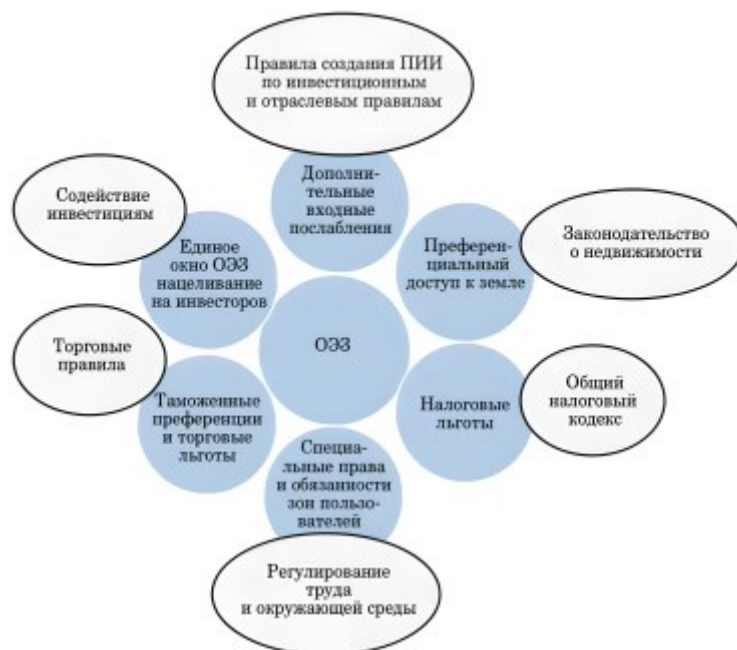 Правила создания ПИИ
по инвестиционным
и отраслевым правилам
Дополни-
тельные
входные
послабления
Содействие
инвестициям
Единое
окно ОЭЗ
нацеливание
на инвесторов
Преферен-
циальный
доступ к земле
Законодательство
о недвижимости
ОЭЗ
Торговые
правила
Таможенные
преференции
и торговые
льготы
Налоговые
льготы
Общий
налоговый
кодекс
Специа-
льные права
и обязанности
зон пользо-
вателей
Регулирование
труда
и окружающей среды